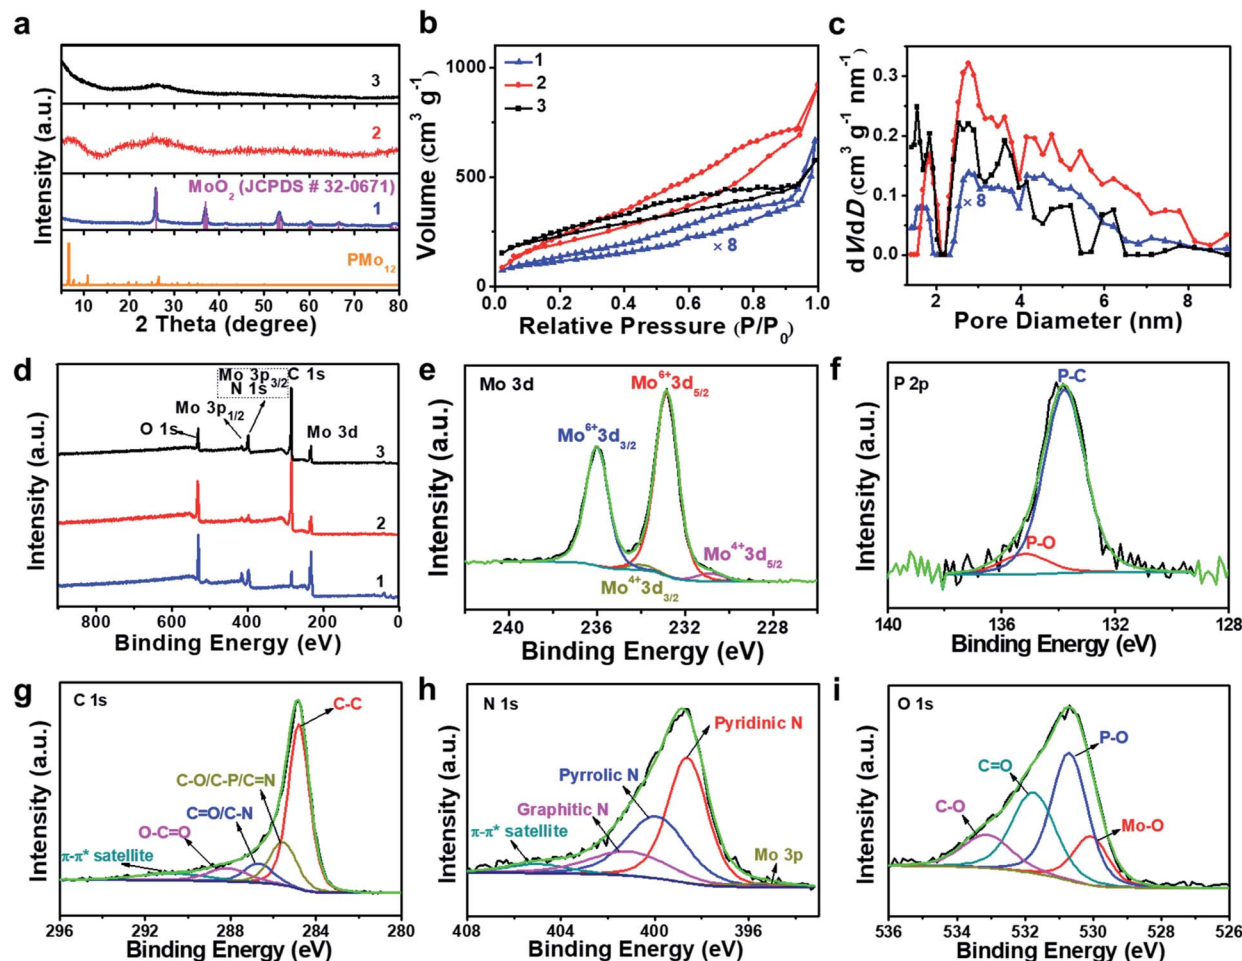 a
Intensity (a.u.)
3
2
MoO2 (JCPDS # 32-0671)
1
PMo12
10 20 30 40 50 60 70 80
2 Theta (degree)
b
Volume (cm3 g-1)
1000
500
0
1
2
3
× 8
0.0 0.2 0.4 0.6 0.8 1.0
Relative Pressure (P/P0)
c
dV/dD (cm3 g-1 nm-1)
0.3
0.2
0.1
0.0
× 8
2 4 6 8
Pore Diameter (nm)
d
Intensity (a.u.)
Mo 3p3/2
N 1s
C 1s
Mo 3p1/2
O 1s
Mo 3d
3
2
1
800 600 400 200 0
Binding Energy (eV)
e
Mo 3d
Intensity (a.u.)
Mo6+3d5/2
Mo6+3d3/2
Mo4+3d5/2
Mo4+3d3/2
240 236 232 228
Binding Energy (eV)
f
P 2p
Intensity (a.u.)
P-C
P-O
140 136 132 128
Binding Energy (eV)
g
C 1s
Intensity (a.u.)
C-C
C-O/C-P/C=N
C=O/C-N
O-C=O
π-π* satellite
296 292 288 284 280
Binding Energy (eV)
h
N 1s
Intensity (a.u.)
Pyridinic N
Pyrrolic N
Graphitic N
π-π* satellite
Mo 3p
408 404 400 396
Binding Energy (eV)
i
O 1s
Intensity (a.u.)
P-O
C=O
C-O
Mo-O
536 534 532 530 528 526
Binding Energy (eV)